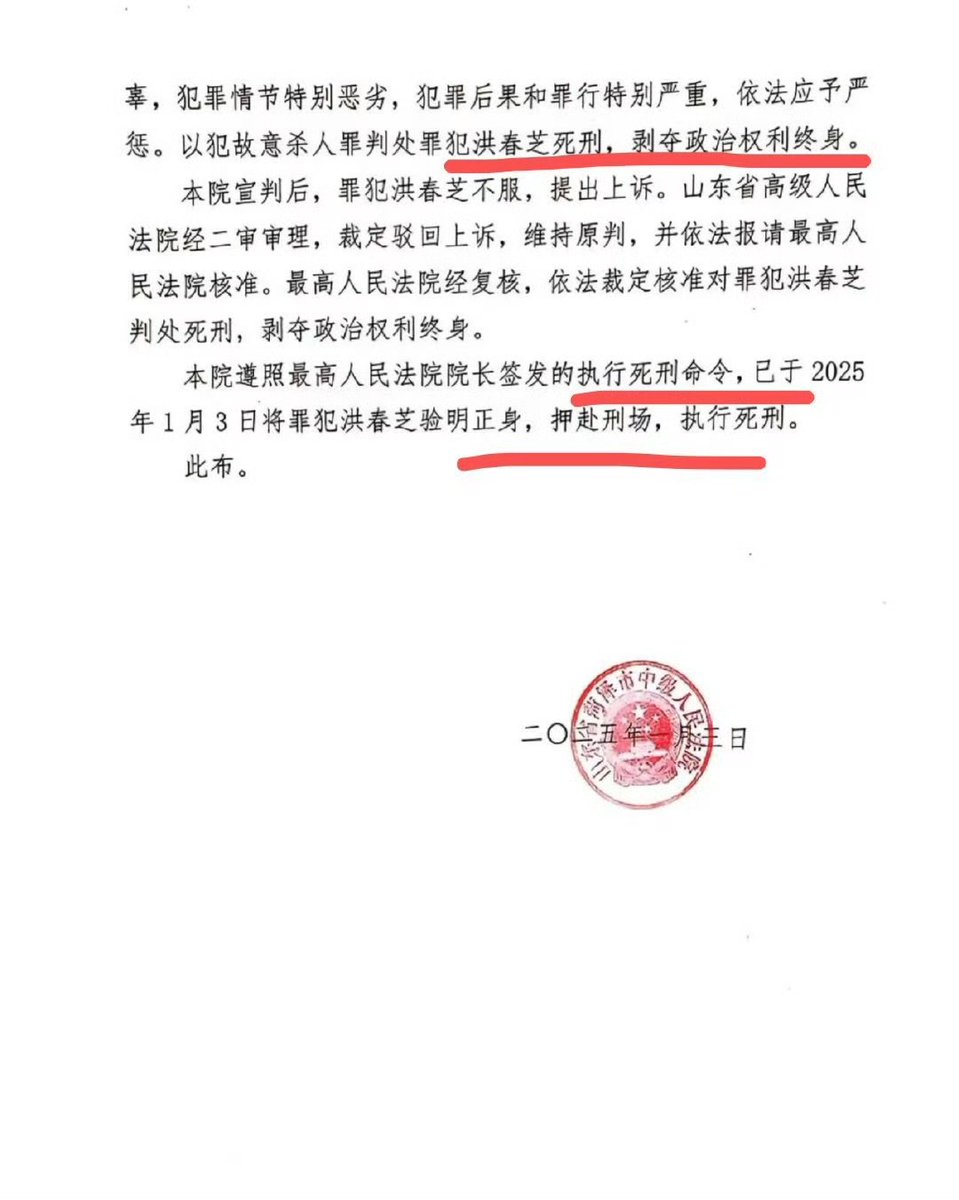 辜，犯罪情节特别恶劣，犯罪后果和罪行特别严重，依法应予严
惩。以犯故意杀人罪判处罪犯洪春芝死刑，剥夺政治权利终身。
本院宣判后，罪犯洪春芝不服，提出上诉。山东省高级人民
法院经二审审理，裁定驳回上诉，维持原判，并依法报请最高人
民法院核准。最高人民法院经复核，依法裁定核准对罪犯洪春芝
判处死刑，剥夺政治权利终身。
本院遵照最高人民法院院长签发的执行死刑命令，已于2025
年1月3日将罪犯洪春芝验明正身，押赴刑场，执行死刑。
此布。
山东省菏泽市中级人民法院
二〇二五年一月三日